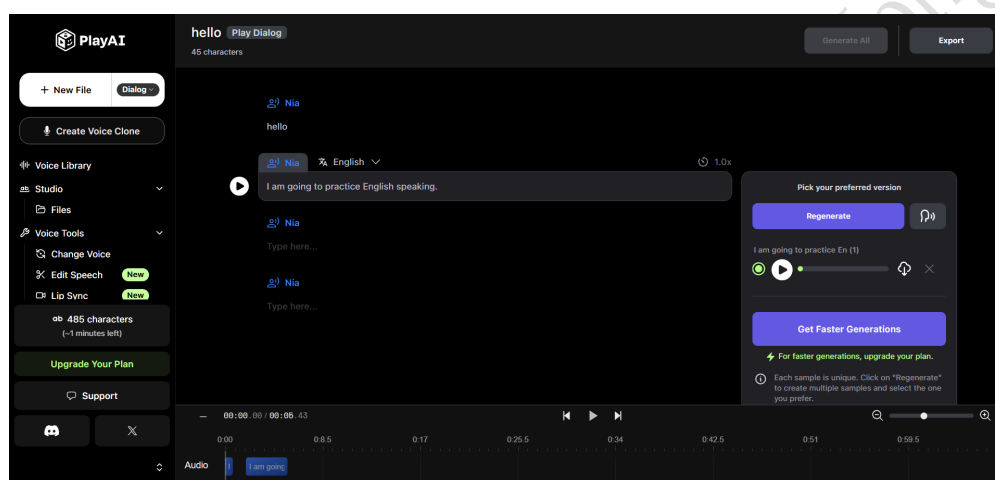 PlayAI
+ New File
Dialog
Create Voice Clone
Voice Library
Studio
Files
Voice Tools
Change Voice
Edit Speech New
Lip Sync New
485 characters
(~1 minutes left)
Upgrade Your Plan
Support
hello Play Dialog
45 characters
Generate All
Export
Nia
hello
Nia English 1.0x
I am going to practice English speaking.
Nia
Type here...
Nia
Type here...
Pick your preferred version
Regenerate
I am going to practice En (1)
Get Faster Generations
For faster generations, upgrade your plan.
Each sample is unique. Click on "Regenerate"
to create multiple samples and select the one
you prefer.
00:00.00 / 00:05.43
0:00 0:8.5 0:17 0:25.5 0:34 0:42.5 0:51 0:59.5
Audio
I am going